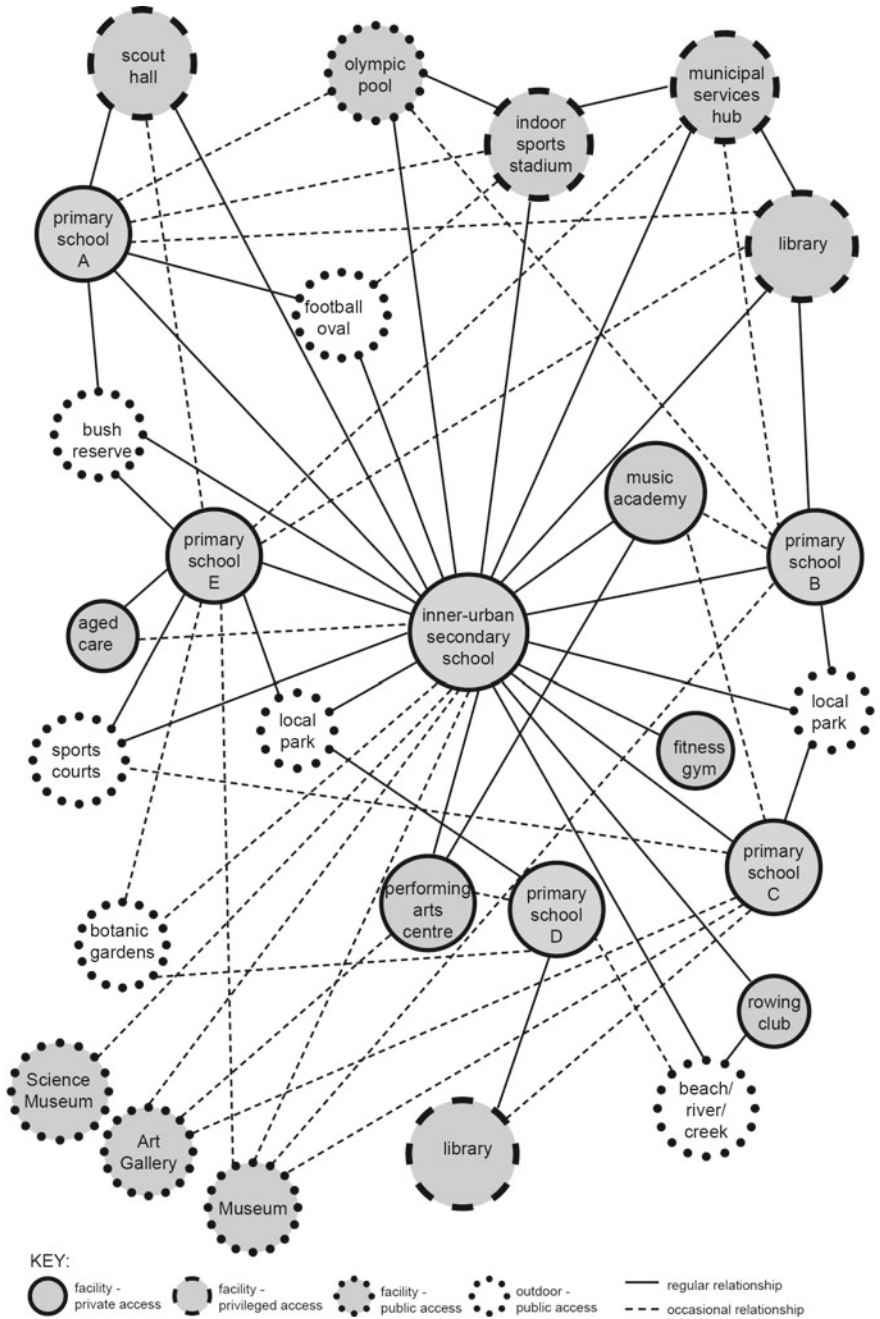 scout
hall
olympic
pool
municipal
services
hub
indoor
sports
stadium
primary
school
A
library
football
oval
bush
reserve
music
academy
primary
school
E
primary
school
B
aged
care
inner-urban
secondary
school
local
park
local
park
sports
courts
fitness
gym
primary
school
C
performing
arts
centre
primary
school
D
botanic
gardens
rowing
club
Science
Museum
beach/
river/
creek
Art
Gallery
library
Museum
KEY:
facility -
private access
facility -
privileged access
facility -
public access
outdoor -
public access
regular relationship
occasional relationship